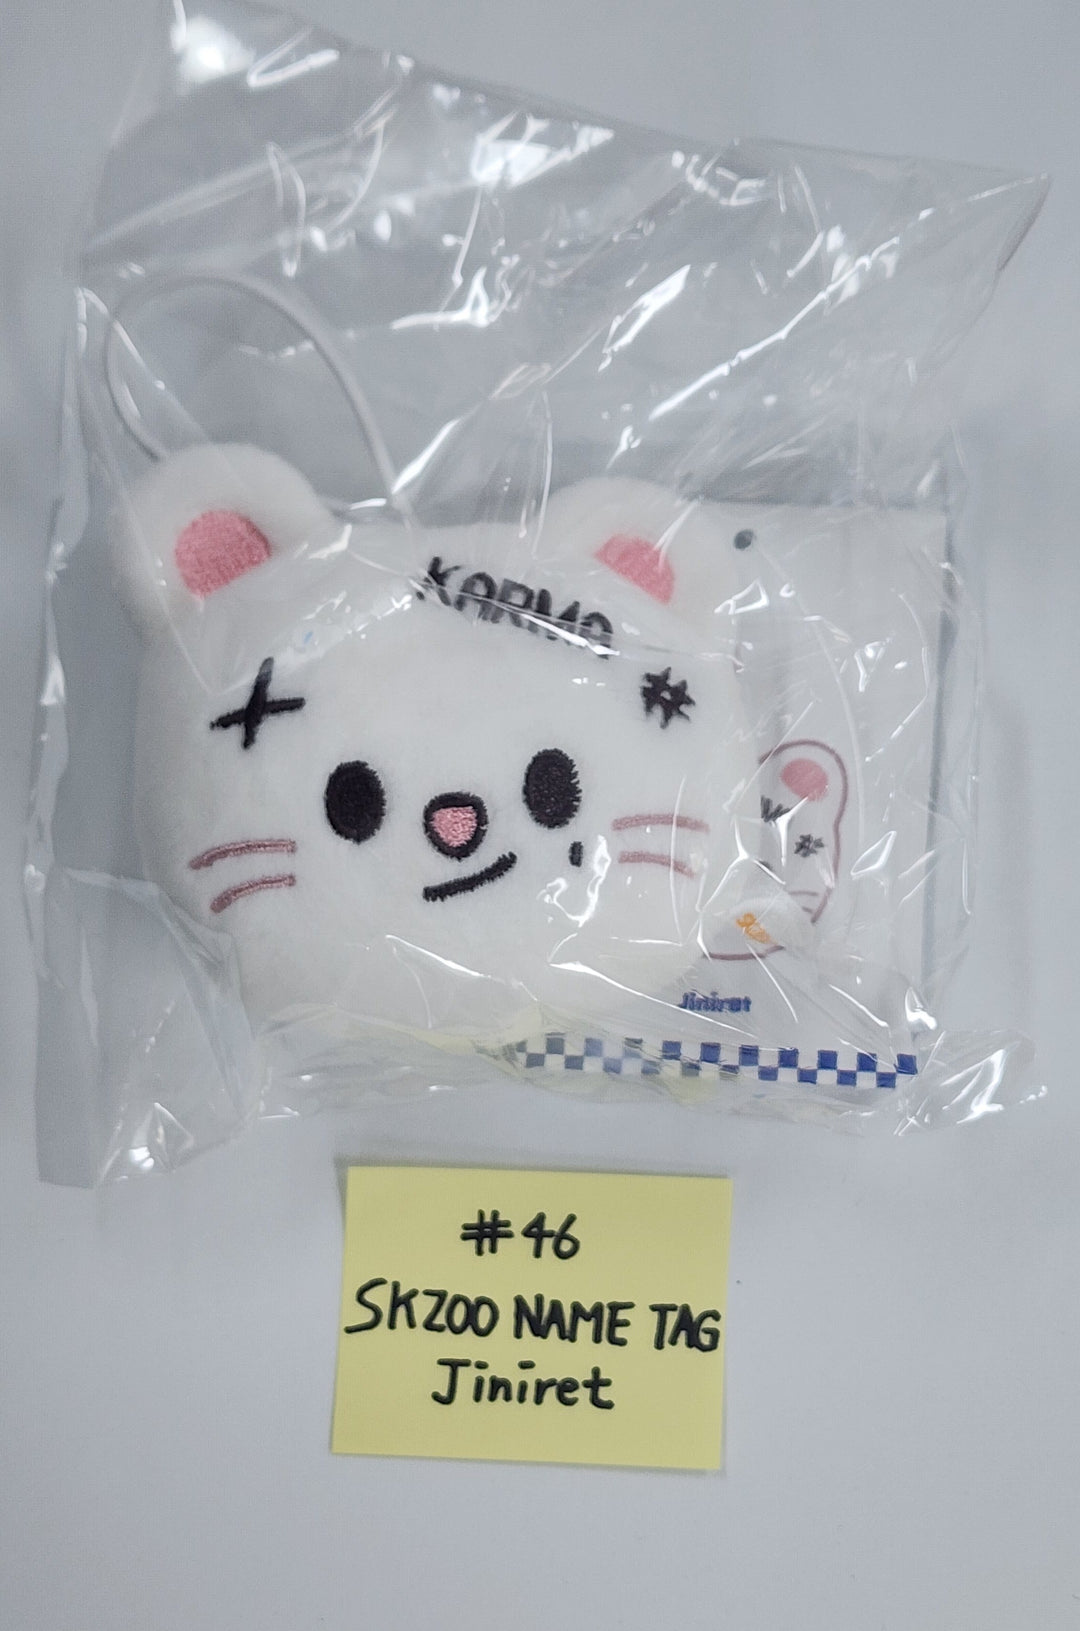 KARMA
Jiniret
#46
SKZOO NAME TAG
Jiniret